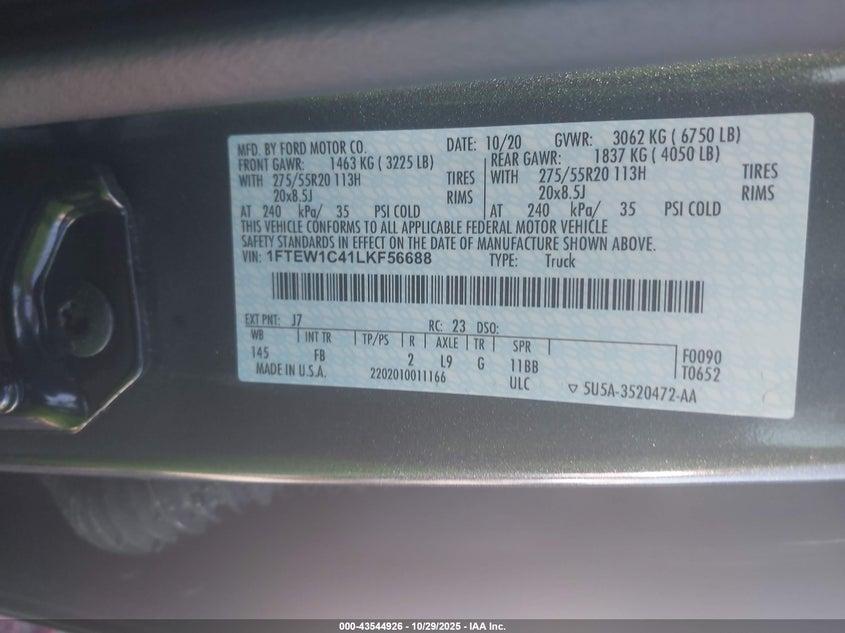 MFD. BY FORD MOTOR CO. DATE: 10/20 GVWR: 3062 KG ( 6750 LB)
FRONT GAWR: 1463 KG ( 3225 LB) REAR GAWR: 1837 KG ( 4050 LB)
WITH 275/55R20 113H TIRES WITH 275/55R20 113H TIRES
20x8.5J RIMS 20x8.5J RIMS
AT 240 kPa/ 35 PSI COLD AT 240 kPa/ 35 PSI COLD
THIS VEHICLE CONFORMS TO ALL APPLICABLE FEDERAL MOTOR VEHICLE
SAFETY STANDARDS IN EFFECT ON THE DATE OF MANUFACTURE SHOWN ABOVE.
VIN: 1FTEW1C41LKF56688 TYPE: Truck
EXT PNT: J7 RC: 23 DSO:
WB INT TR TP/PS R AXLE TR SPR
145 FB 2 L9 G 11BB F0090
MADE IN U.S.A. 2202010011166 ULC T0652
▽ 5U5A-3520472-AA
000-43544926 - 10/29/2025 - IAA Inc.